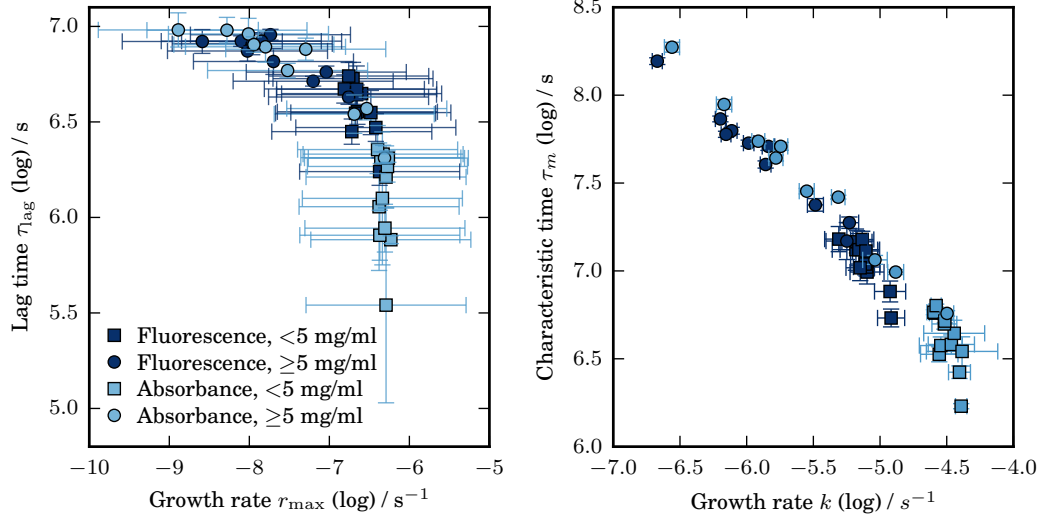 7.0
6.5
6.0
5.5
5.0
Lag time τlag (log) / s
Fluorescence, <5 mg/ml
Fluorescence, ≥5 mg/ml
Absorbance, <5 mg/ml
Absorbance, ≥5 mg/ml
−10 −9 −8 −7 −6 −5
Growth rate rmax (log) / s⁻¹
9.0
8.5
8.0
7.5
7.0
6.5
6.0
Characteristic time τm (log) / s
−7.0 −6.5 −6.0 −5.5 −5.0 −4.5 −4.0
Growth rate k (log) / s⁻¹